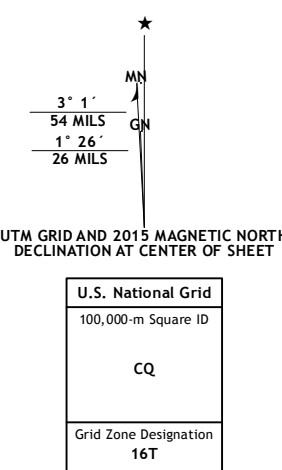 ★
MN
3° 1´
54 MILS
GN
1° 26´
26 MILS
UTM GRID AND 2015 MAGNETIC NORTH
DECLINATION AT CENTER OF SHEET
U.S. National Grid
100,000-m Square ID
CQ
Grid Zone Designation
16T